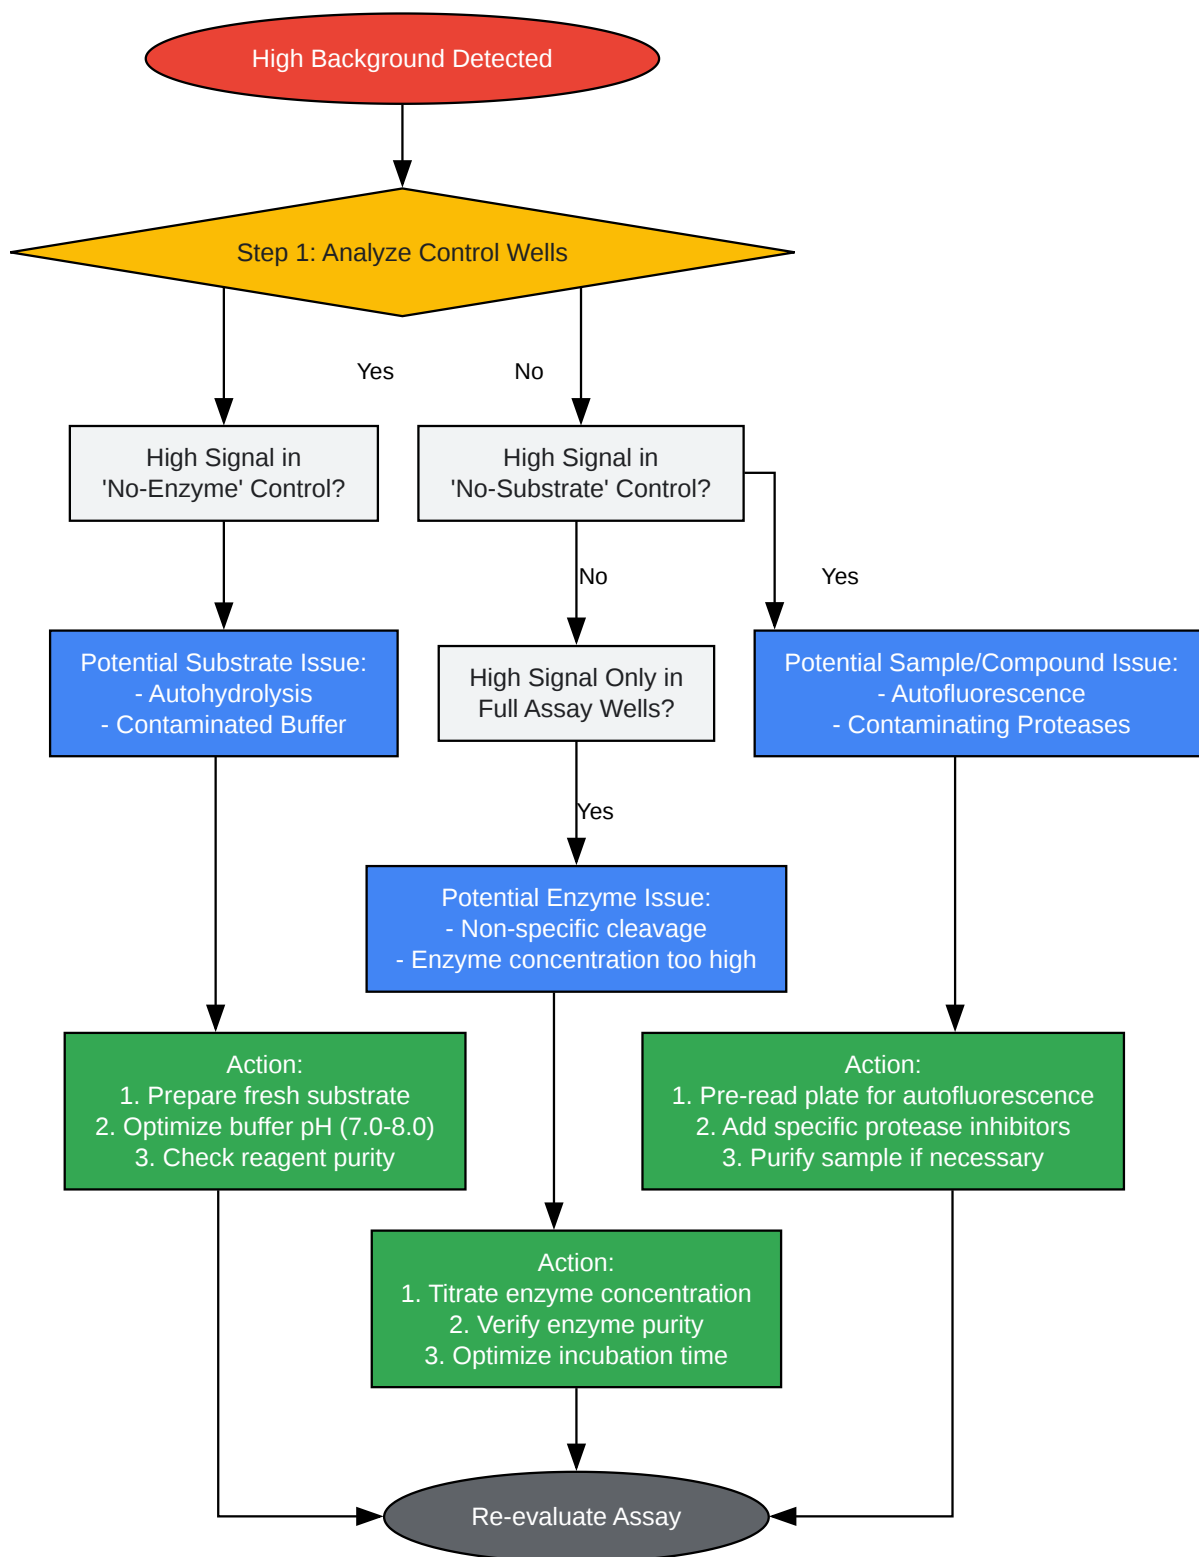 High Background Detected
Step 1: Analyze Control Wells
Yes
No
High Signal in
'No-Enzyme' Control?
High Signal in
'No-Substrate' Control?
No
Yes
Potential Substrate Issue:
- Autohydrolysis
- Contaminated Buffer
High Signal Only in
Full Assay Wells?
Potential Sample/Compound Issue:
- Autofluorescence
- Contaminating Proteases
Yes
Potential Enzyme Issue:
- Non-specific cleavage
- Enzyme concentration too high
Action:
1. Prepare fresh substrate
2. Optimize buffer pH (7.0-8.0)
3. Check reagent purity
Action:
1. Pre-read plate for autofluorescence
2. Add specific protease inhibitors
3. Purify sample if necessary
Action:
1. Titrate enzyme concentration
2. Verify enzyme purity
3. Optimize incubation time
Re-evaluate Assay